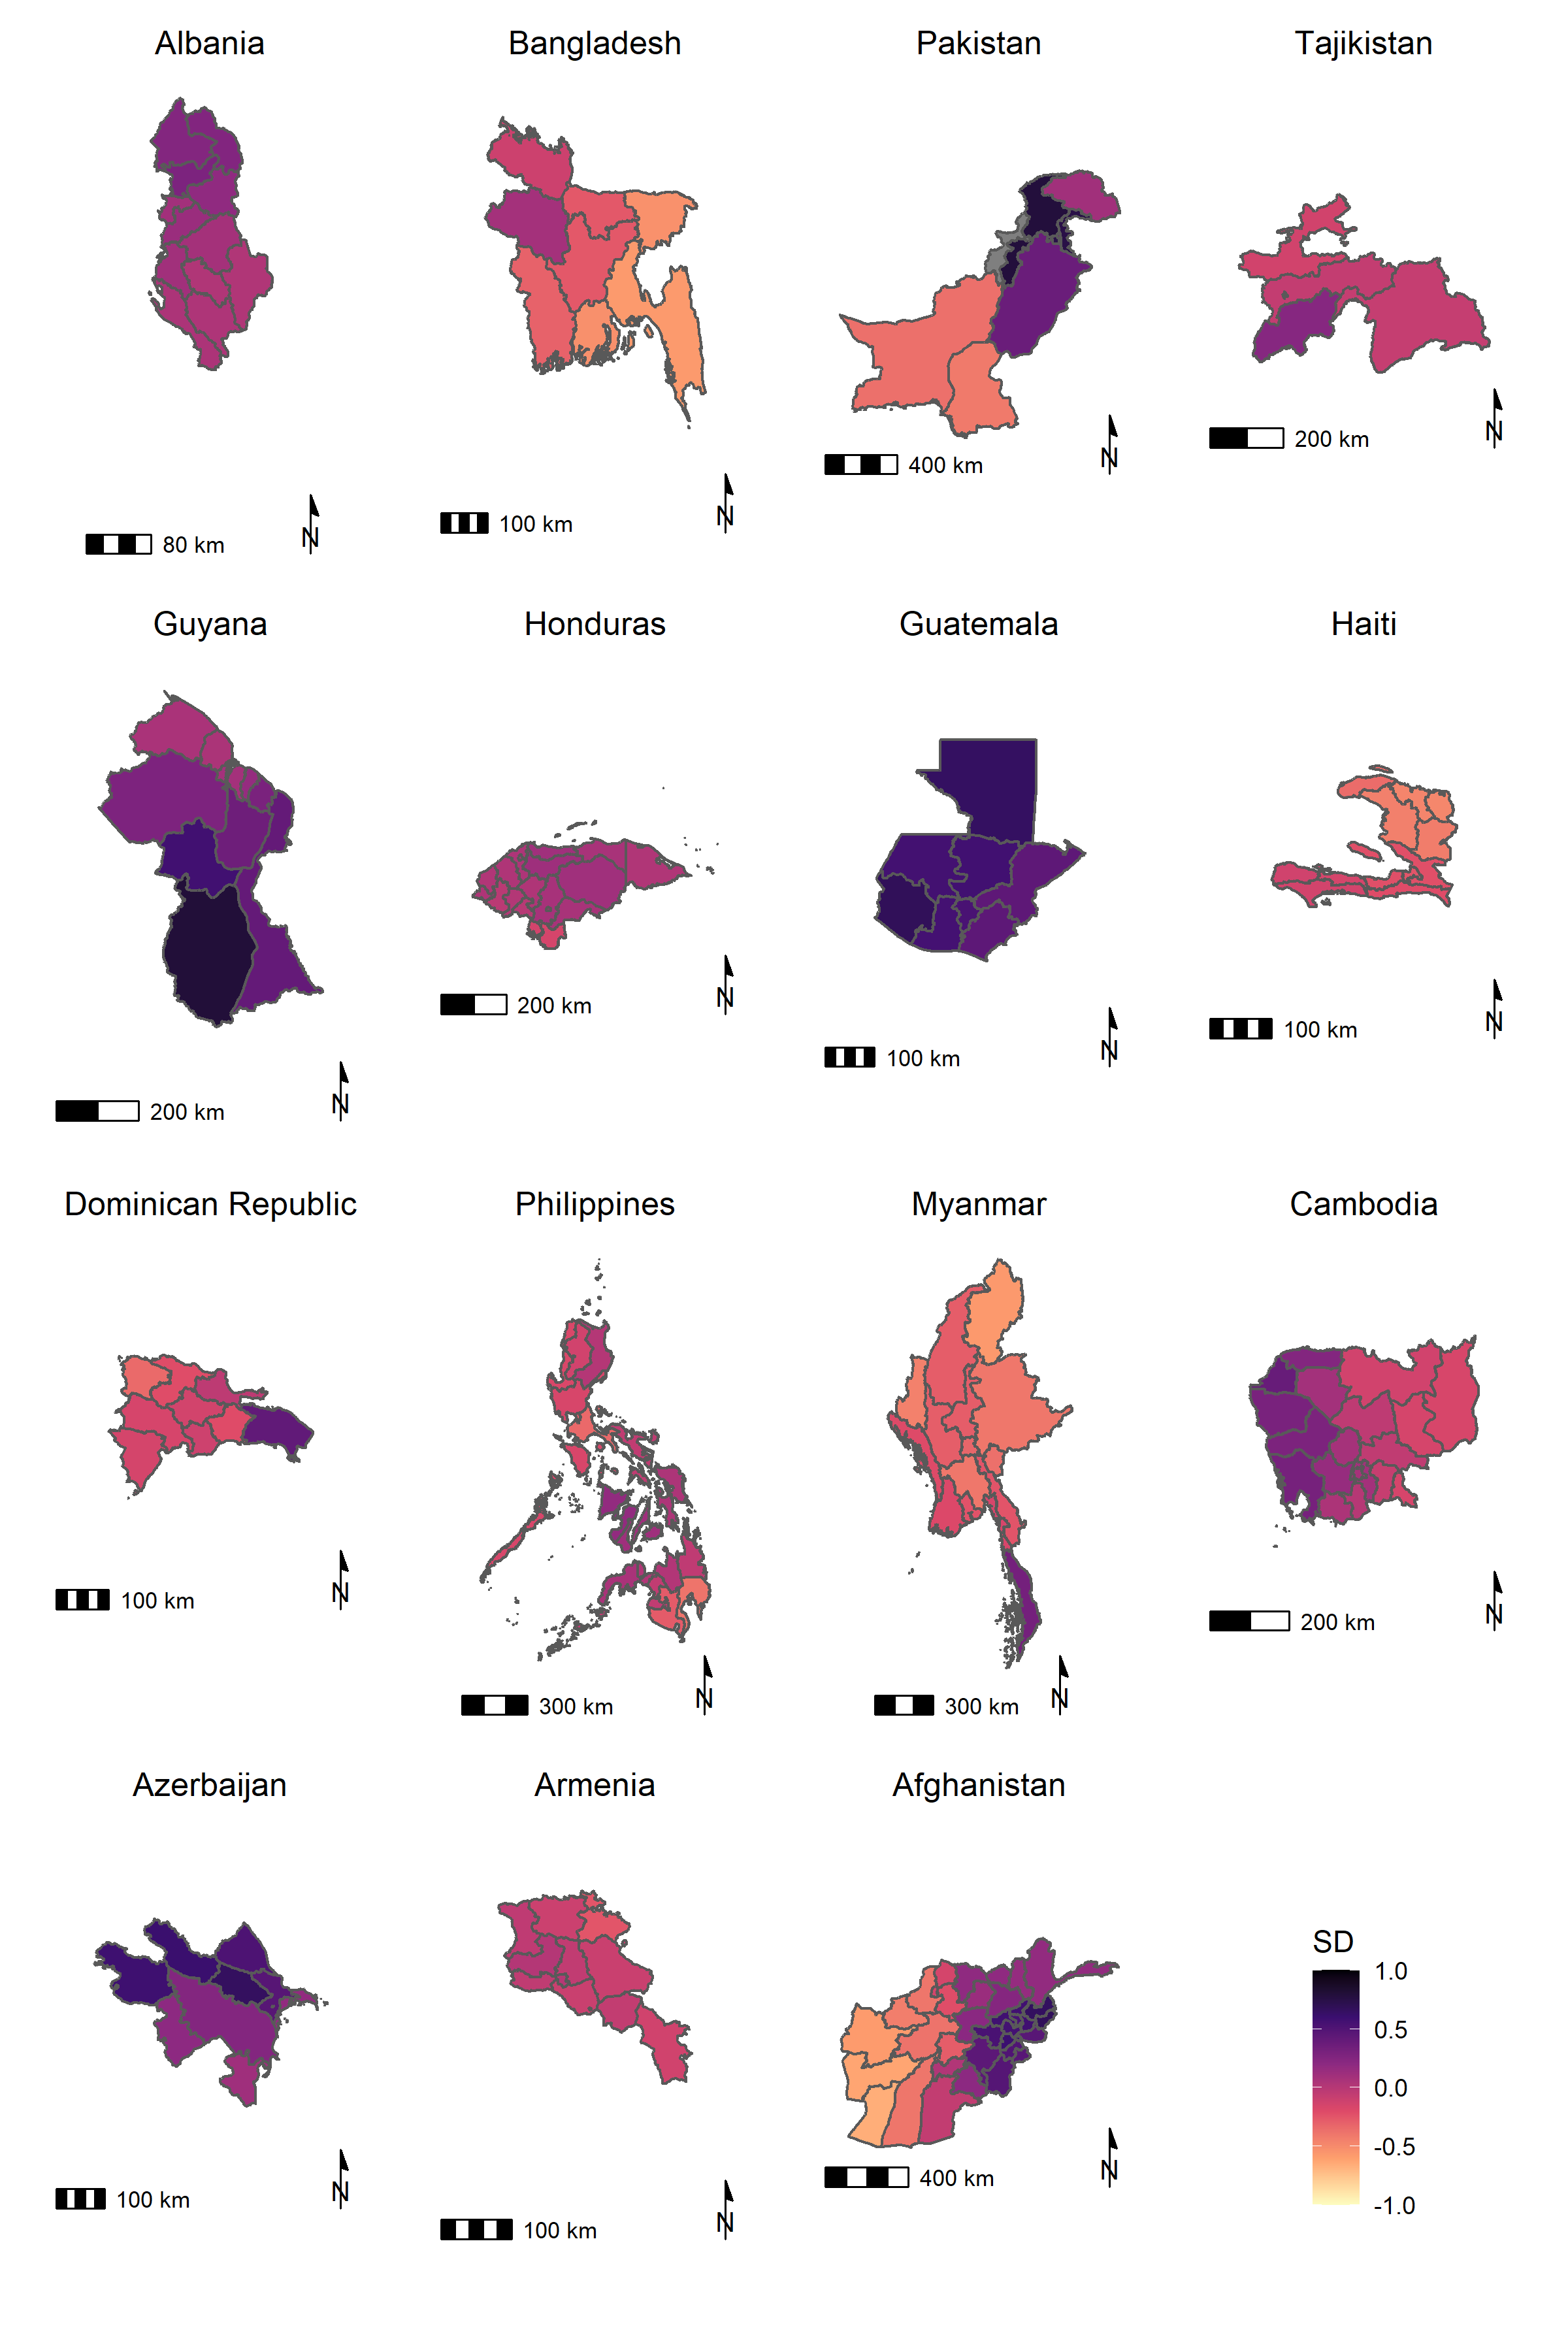 Albania
Bangladesh
Pakistan
Tajikistan
80 km
N
100 km
N
400 km
N
200 km
N
Guyana
Honduras
Guatemala
Haiti
200 km
N
200 km
N
100 km
N
100 km
N
Dominican Republic
Philippines
Myanmar
Cambodia
100 km
N
300 km
N
300 km
N
200 km
N
Azerbaijan
Armenia
Afghanistan
100 km
N
100 km
N
400 km
N
SD
1.0
0.5
0.0
-0.5
-1.0